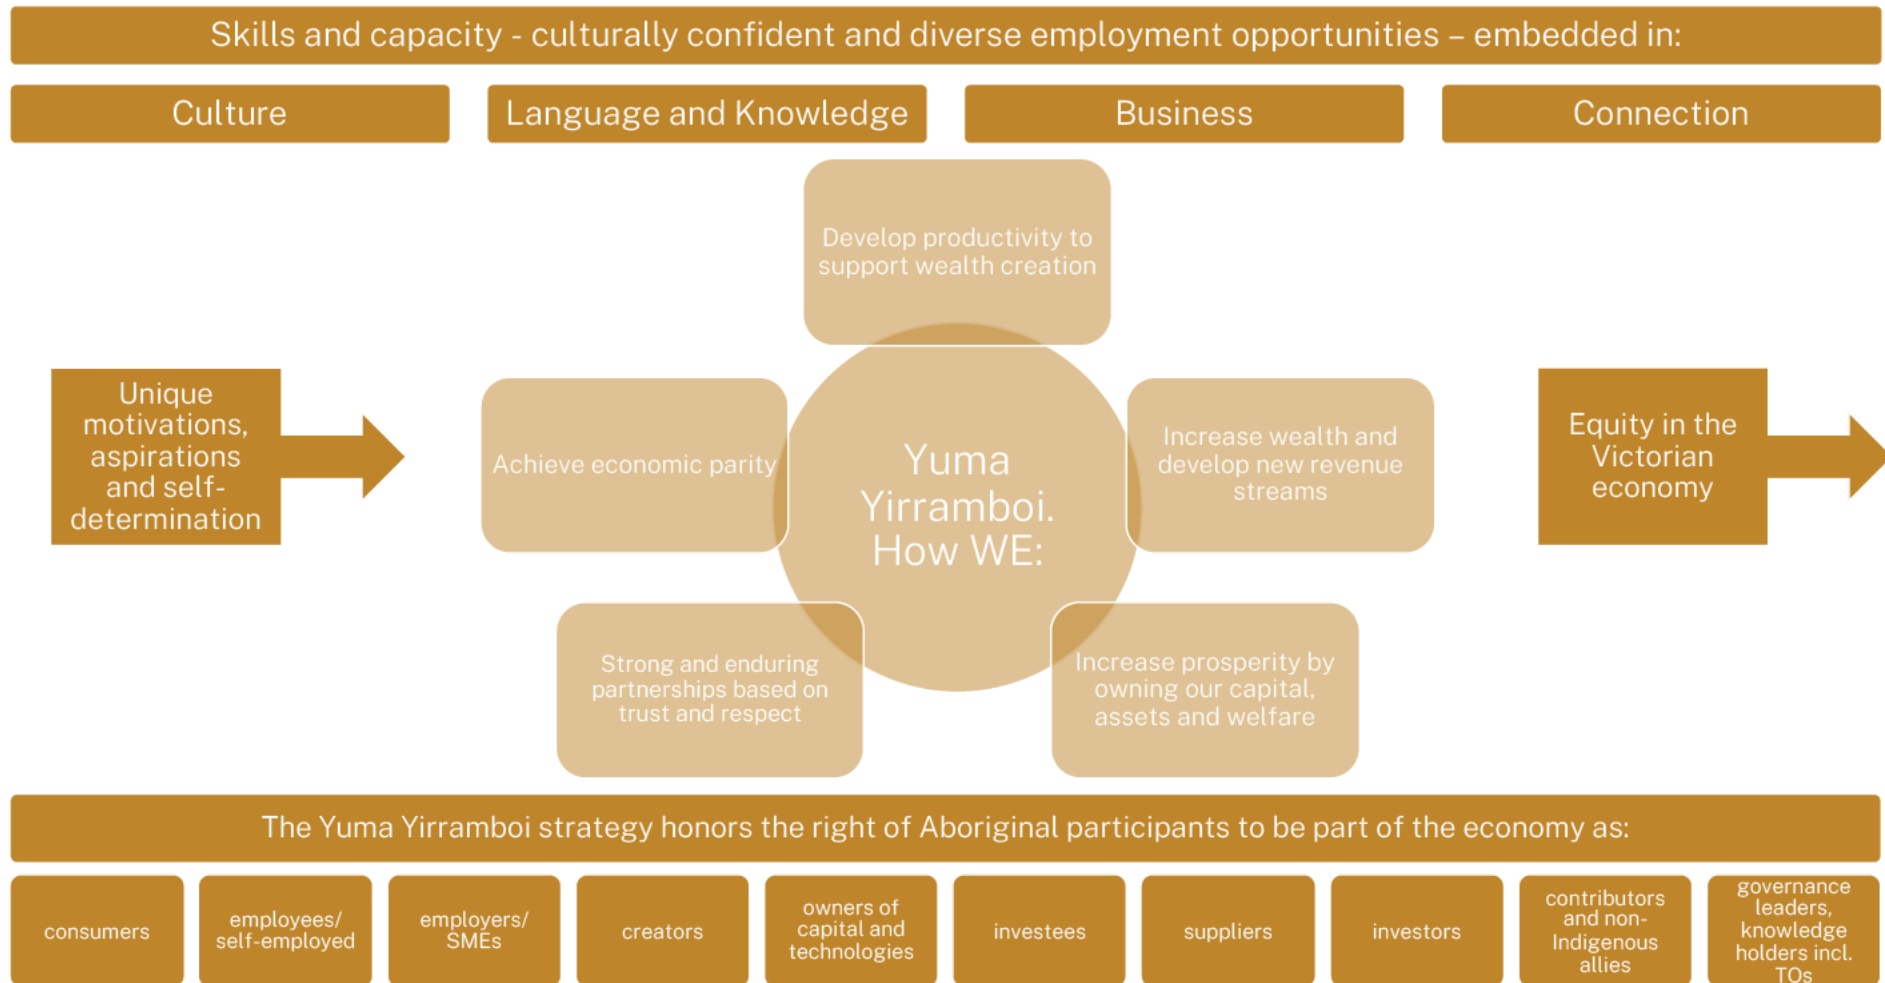 Skills and capacity - culturally confident and diverse employment opportunities – embedded in:
Culture
Language and Knowledge
Business
Connection
Develop productivity to
support wealth creation
Unique
motivations,
aspirations
and self-
determination
Achieve economic parity
Yuma
Yirramboi.
How WE:
Increase wealth and
develop new revenue
streams
Equity in the
Victorian
economy
Strong and enduring
partnerships based on
trust and respect
Increase prosperity by
owning our capital,
assets and welfare
The Yuma Yirramboi strategy honors the right of Aboriginal participants to be part of the economy as:
consumers
employees/
self-employed
employers/
SMEs
creators
owners of
capital and
technologies
investees
suppliers
investors
contributors
and non-
Indigenous
allies
governance
leaders,
knowledge
holders incl.
TOs